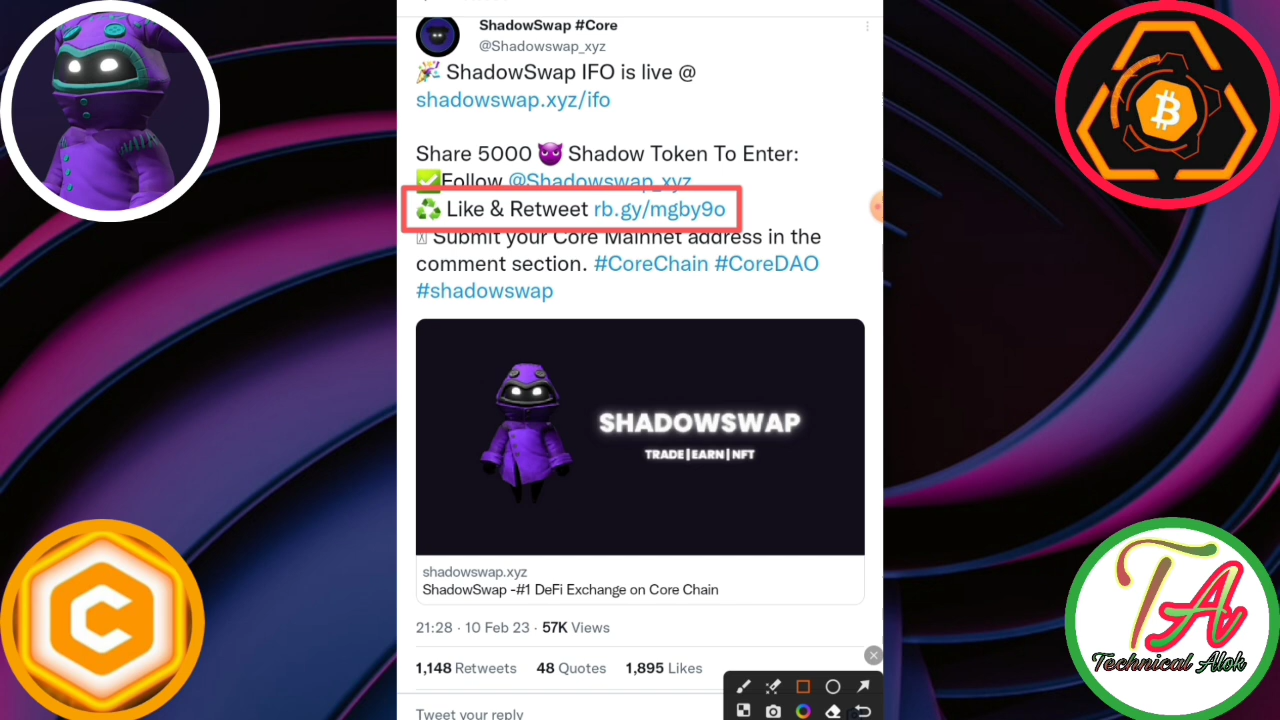 ShadowSwap #Core
@Shadowswap_xyz
🎉 ShadowSwap IFO is live @
shadowswap.xyz/ifo
Share 5000 😈 Shadow Token To Enter:
✅Follow @Shadowswap_xyz
♻️ Like & Retweet rb.gy/mgby9o
Submit your Core Mainnet address in the
comment section. #CoreChain #CoreDAO
#shadowswap
SHADOWSWAP
TRADE|EARN|NFT
shadowswap.xyz
ShadowSwap -#1 DeFi Exchange on Core Chain
21:28 · 10 Feb 23 · 57K Views
1,148 Retweets 48 Quotes 1,895 Likes
Tweet your reply
TA
Technical Alok